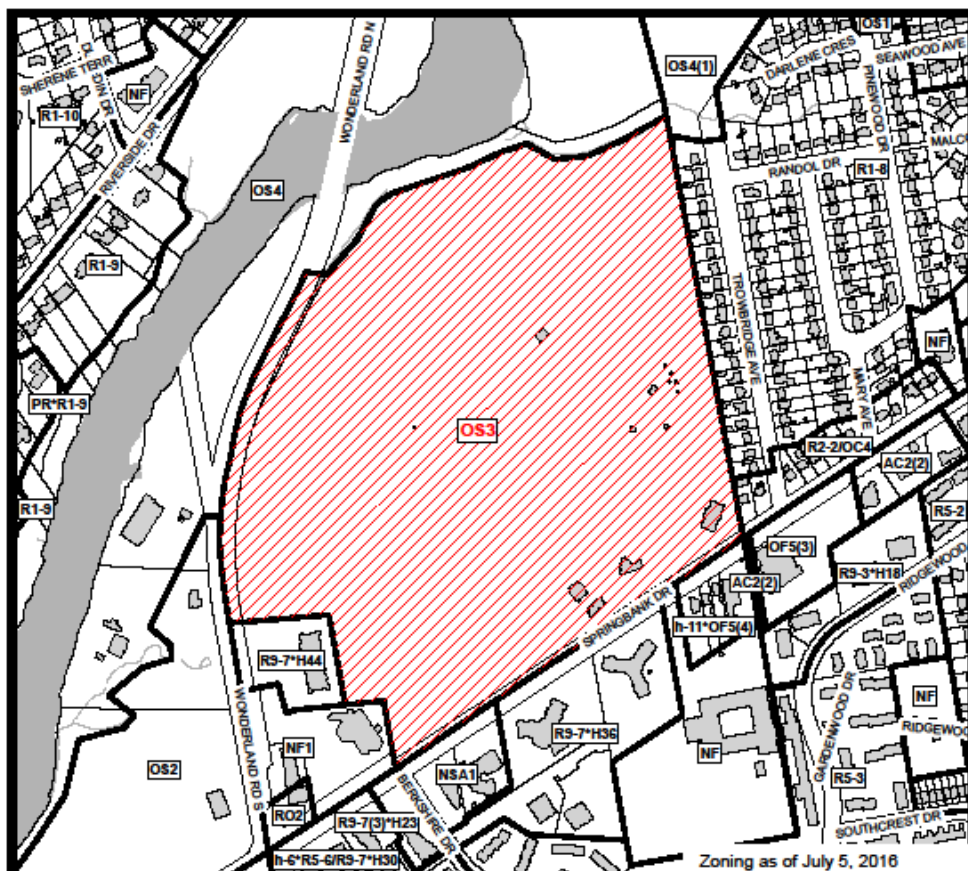 OS1
SEAWOOD AVE
DARLENE CRES
SHERENE TERR
OS4(1)
WONDERLAND RD N
PINEWOOD DR
NF
R1-10
DIN DR
RIVERSIDE DR
RANDOL DR
R1-8
OS4
R1-9
TROWBRIDGE AVE
NF
MARY AVE
PR*R1-9
OS3
R2-2/OC4
AC2(2)
R1-9
R5-2
OF5(3)
R9-3*H18
RIDGEWOOD
AC2(2)
SPRINGBANK DR
h-11*OF5(4)
R9-7*H44
NF
GARDENWOOD DR
RIDGEWOO
WONDERLAND RD S
NF1
R9-7*H36
NF
OS2
NSA1
R5-3
BERKSHIRE DR
RO2
R9-7(3)*H23
SOUTHCREST DR
h-6*R5-6/R9-7*H30
Zoning as of July 5, 2016